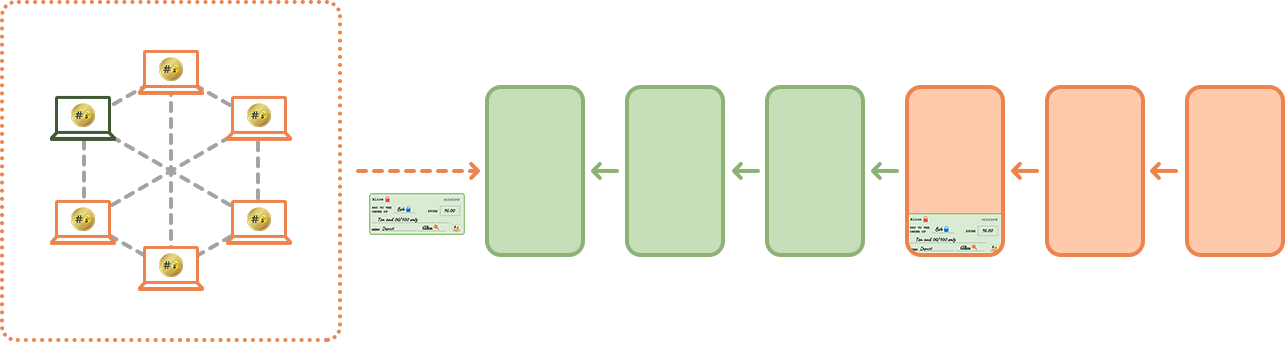 #
#
#
#
#
#
Alice
PAY TO THE
ORDER OF Bob 10.00
Ten and 00/100 only
MEMO Deposit Alice
Alice
PAY TO THE
ORDER OF Bob 10.00
Ten and 00/100 only
Deposit Alice